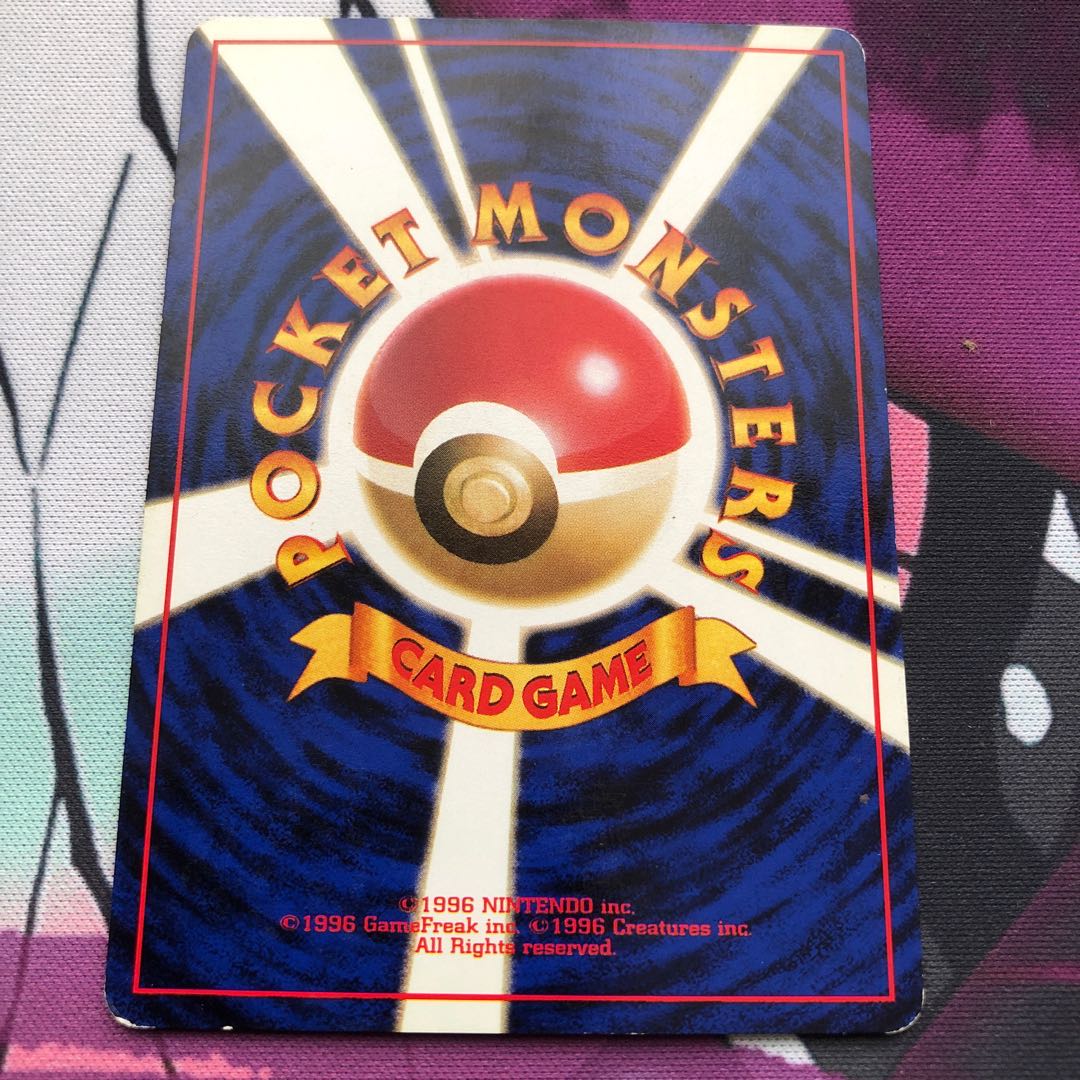 POCKET MONSTERS
CARD GAME
©1996 NINTENDO inc.
©1996 GameFreak inc. ©1996 Creatures inc.
All Rights reserved.